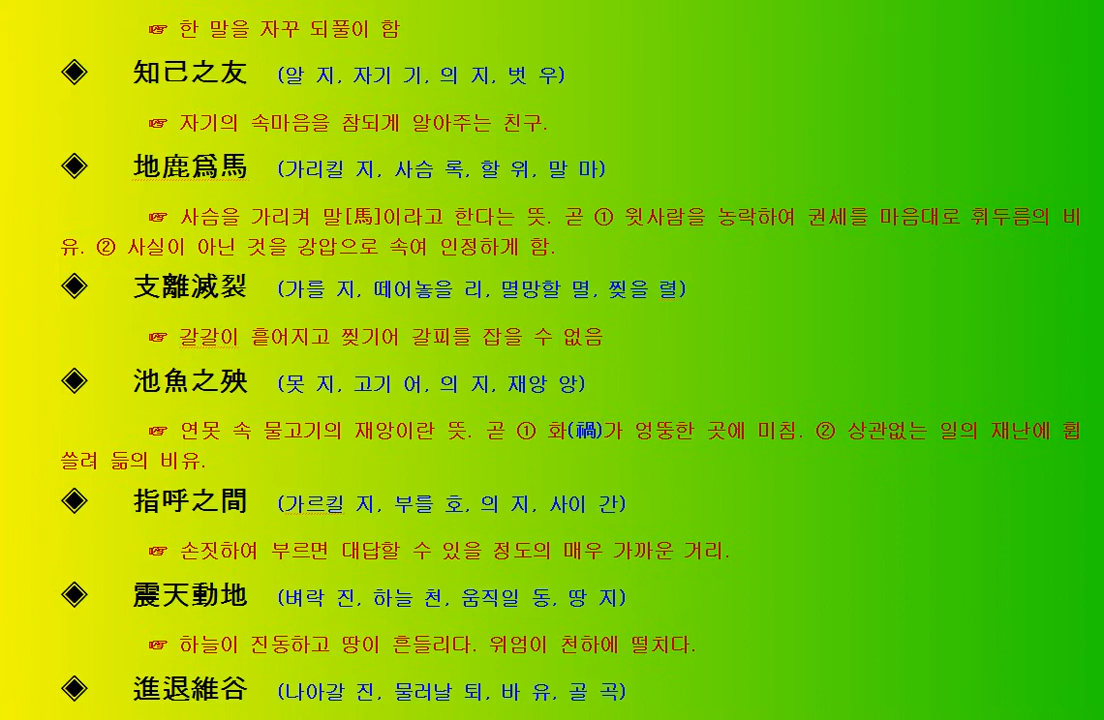 ☞ 한 말을 자꾸 되풀이 함
◈ 知己之友 (알 지, 자기 기, 의 지, 벗 우)
☞ 자기의 속마음을 참되게 알아주는 친구.
◈ 地鹿爲馬 (가리킬 지, 사슴 록, 할 위, 말 마)
☞ 사슴을 가리켜 말[馬]이라고 한다는 뜻. 곧 ① 윗사람을 농락하여 권세를 마음대로 휘두름의 비
유. ② 사실이 아닌 것을 강압으로 속여 인정하게 함.
◈ 支離滅裂 (가를 지, 떼어놓을 리, 멸망할 멸, 찢을 렬)
☞ 갈갈이 흩어지고 찢기어 갈피를 잡을 수 없음
◈ 池魚之殃 (못 지, 고기 어, 의 지, 재앙 앙)
☞ 연못 속 물고기의 재앙이란 뜻. 곧 ① 화(禍)가 엉뚱한 곳에 미침. ② 상관없는 일의 재난에 휩
쓸려 듦의 비유.
◈ 指呼之間 (가르킬 지, 부를 호, 의 지, 사이 간)
☞ 손짓하여 부르면 대답할 수 있을 정도의 매우 가까운 거리.
◈ 震天動地 (벼락 진, 하늘 천, 움직일 동, 땅 지)
☞ 하늘이 진동하고 땅이 흔들리다. 위엄이 천하에 떨치다.
◈ 進退維谷 (나아갈 진, 물러날 퇴, 바 유, 골 곡)